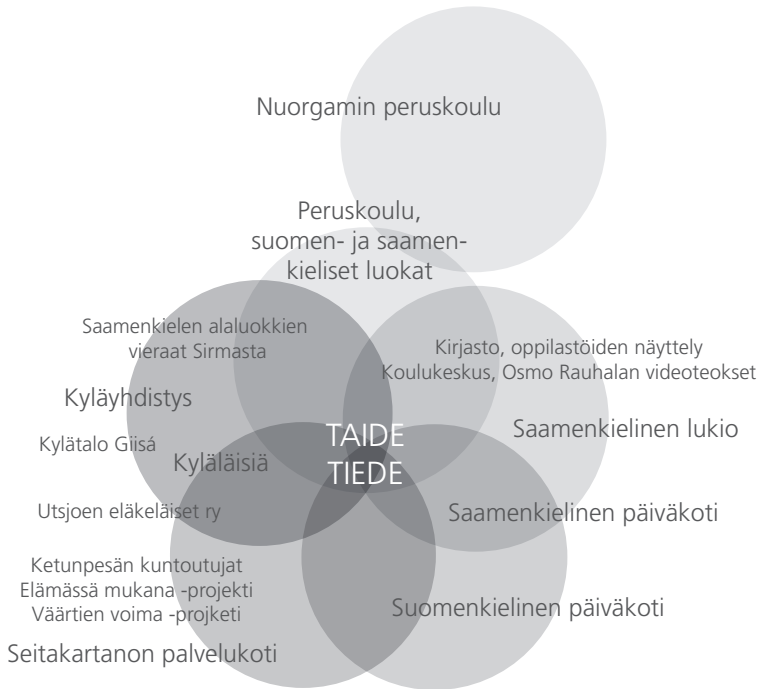 Nuorgamin peruskoulu
Peruskoulu,
suomen- ja saamen-
kieliset luokat
Saamenkielen alaluokkien
vieraat Sirmasta
Kirjasto, oppilastöiden näyttely
Koulukeskus, Osmo Rauhalan videoteokset
Kyläyhdistys
Saamenkielinen lukio
TAIDE
TIEDE
Kylätalo Giisá
Kyläläisiä
Utsjoen eläkeläiset ry
Saamenkielinen päiväkoti
Ketunpesän kuntoutujat
Elämässä mukana -projekti
Väärtien voima -projketi
Suomenkielinen päiväkoti
Seitakartanon palvelukoti